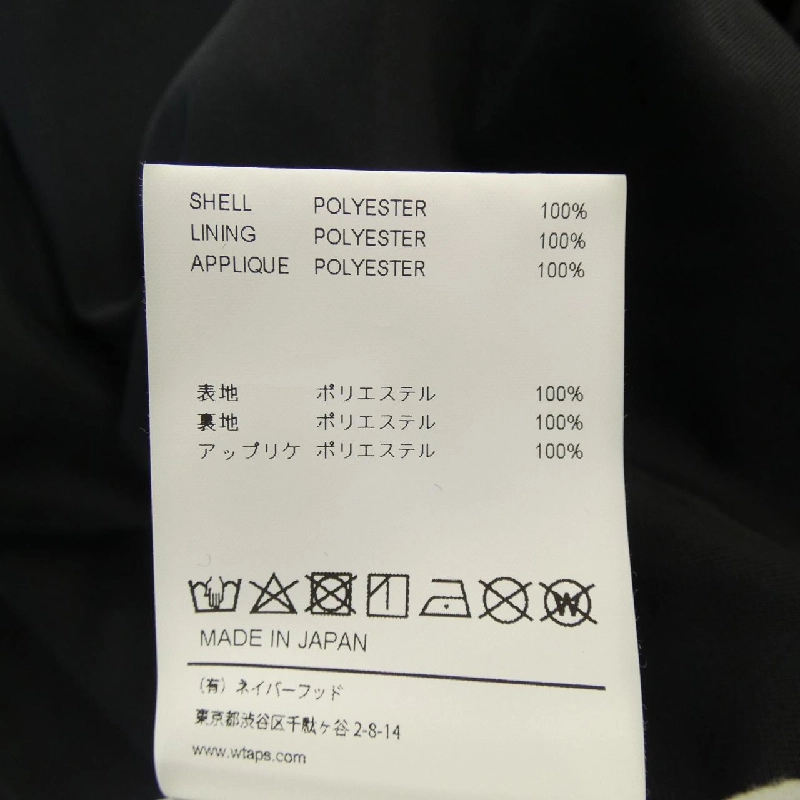 SHELL POLYESTER 100%
LINING POLYESTER 100%
APPLIQUE POLYESTER 100%
表地 ポリエステル 100%
裏地 ポリエステル 100%
アップリケ ポリエステル 100%
W
MADE IN JAPAN
(有) ネイバーフッド
東京都渋谷区千駄ヶ谷 2-8-14
www.wtaps.com